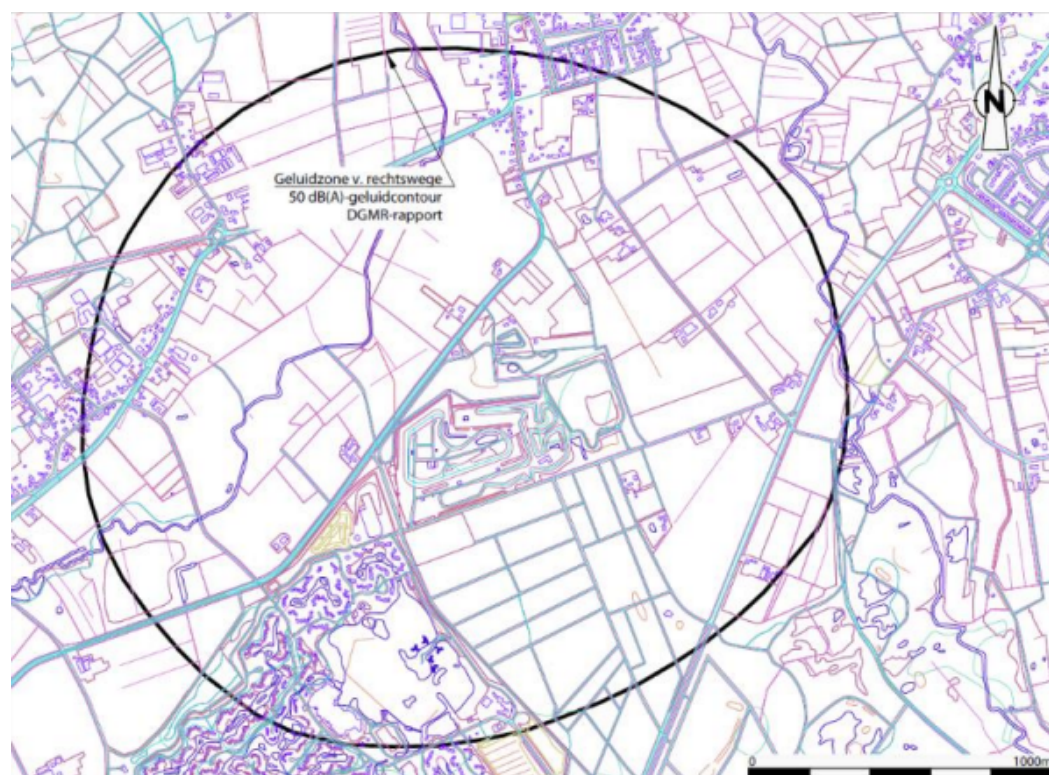 N
Geluidzone v. rechtswege
50 dB(A)-geluidcontour
DGMR-rapport
0 1000m